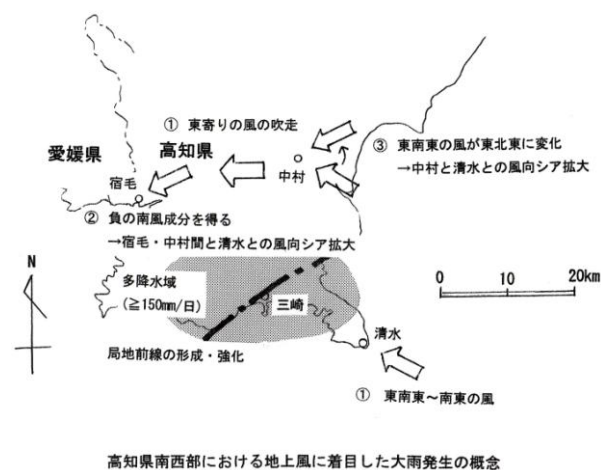 ① 東寄りの風の吹走
愛媛県
高知県
宿毛
中村
③ 東南東の風が東北東に変化
→中村と清水との風向シア拡大
② 負の南風成分を得る
→宿毛・中村間と清水との風向シア拡大
N
多降水域
(≧150mm/日)
三崎
0 10 20km
局地前線の形成・強化
清水
① 東南東～南東の風
高知県南西部における地上風に着目した大雨発生の概念